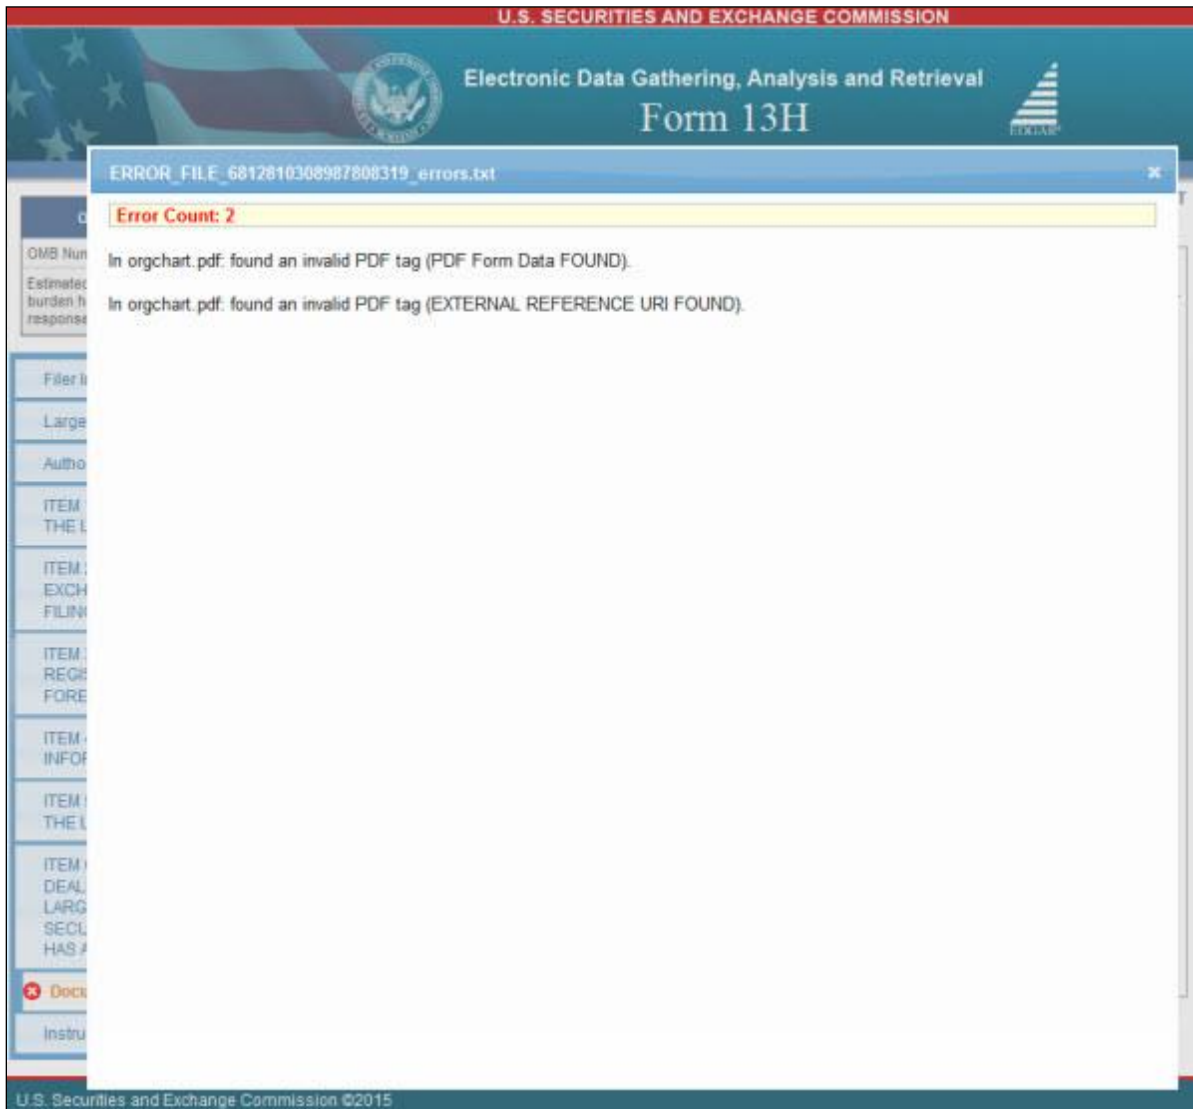 U.S. SECURITIES AND EXCHANGE COMMISSION
Electronic Data Gathering, Analysis and Retrieval
Form 13H
EDGAR
ERROR_FILE_6812810308987808319_errors.txt
Error Count: 2
OMB Num
Estimated
burden h
response
In orgchart.pdf: found an invalid PDF tag (PDF Form Data FOUND).
In orgchart.pdf: found an invalid PDF tag (EXTERNAL REFERENCE URI FOUND).
Filer I
Large
Autho
ITEM
THE L
ITEM
EXCH
FILIN
ITEM
REGIS
FORE
ITEM
INFOR
ITEM
THE L
ITEM
DEAL
LARG
SECU
HAS A
Docu
Instru
U.S. Securities and Exchange Commission ©2015